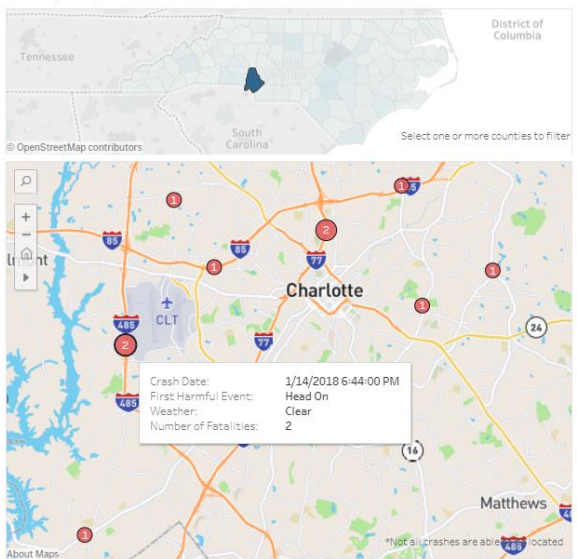 District of
Columbia
Tennessee
South
Carolina
© OpenStreetMap contributors
Select one or more counties to filter
1
1
85
2
85
85
77
1
1
Charlotte
1
CLT
485
24
2
77
Crash Date: 1/14/2018 6:44:00 PM
First Harmful Event: Head On
Weather: Clear
Number of Fatalities: 2
485
16
Matthews
1
*Not all crashes are able
located
485
About Maps